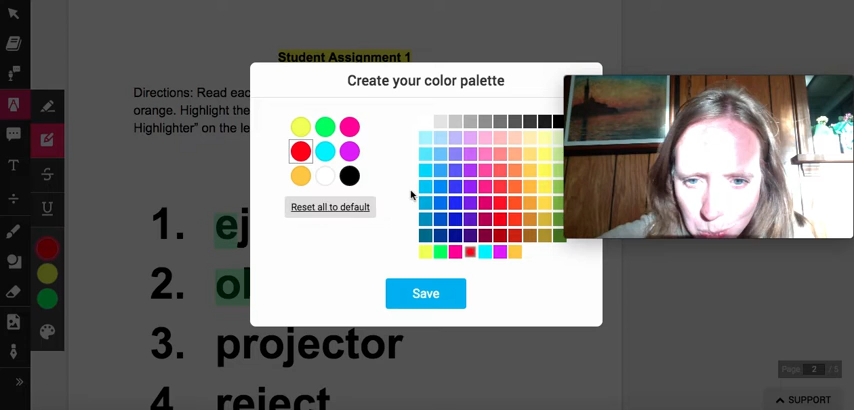 Student Assignment 1
Create your color palette
Directions: Read eac
orange. Highlight the
Highlighter" on the le
Reset all to default
1. ej
2. ol
Save
3. projector
4. reject
Page 2 / 5
SUPPORT